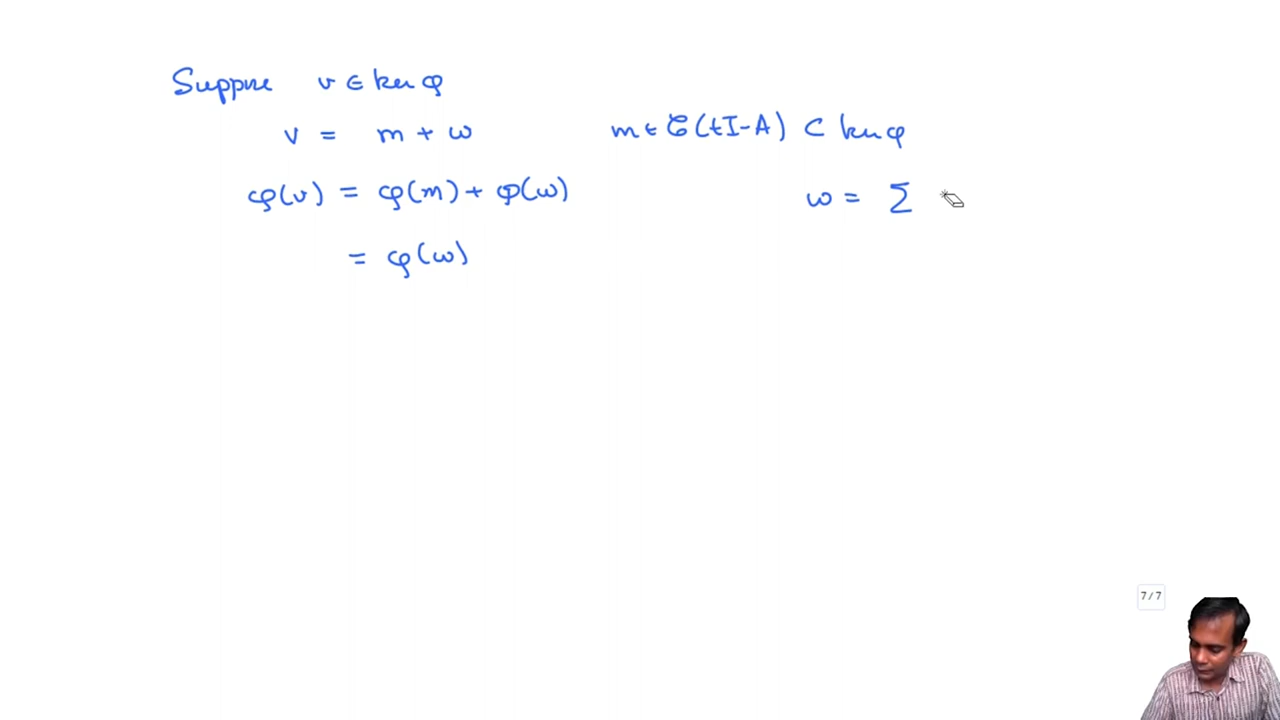 Suppose v ∈ ker φ
v = m + w m ∈ 𝒞(tI-A) ⊂ ker φ
φ(v) = φ(m) + φ(w) w = Σ
= φ(w)
7/7